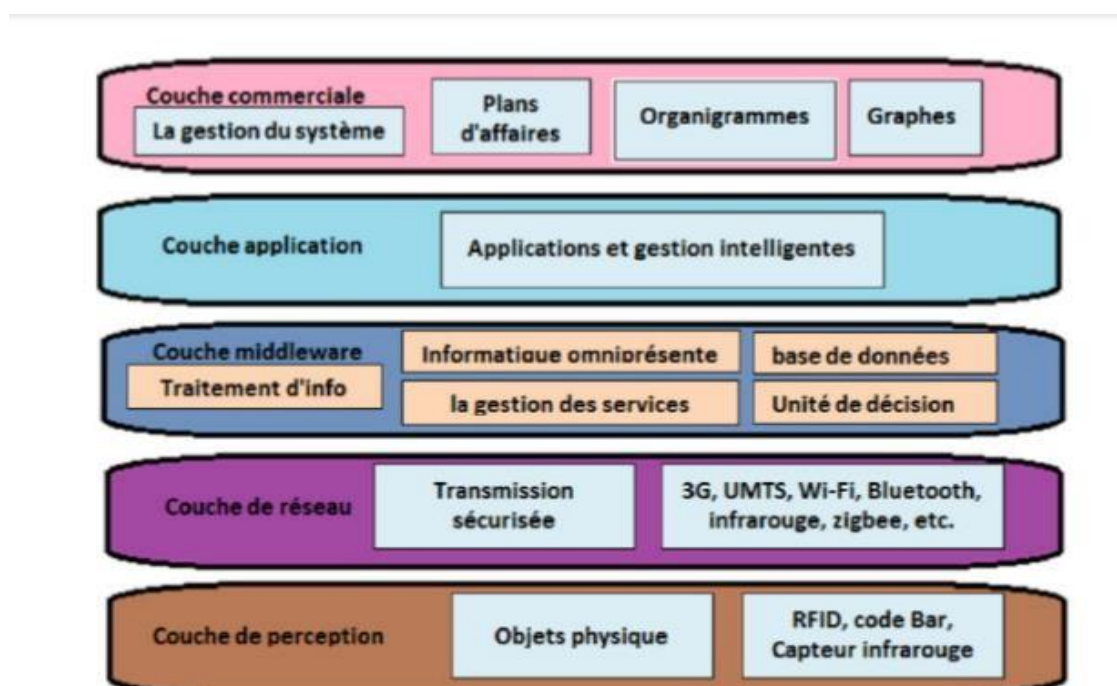 Couche commerciale
La gestion du système
Plans
d'affaires
Organigrammes
Graphes
Couche application
Applications et gestion intelligentes
Couche middleware
Traitement d'info
Informatique omniprésente
base de données
la gestion des services
Unité de décision
Couche de réseau
Transmission
sécurisée
3G, UMTS, Wi-Fi, Bluetooth,
infrarouge, zigbee, etc.
Couche de perception
Objets physique
RFID, code Bar,
Capteur infrarouge